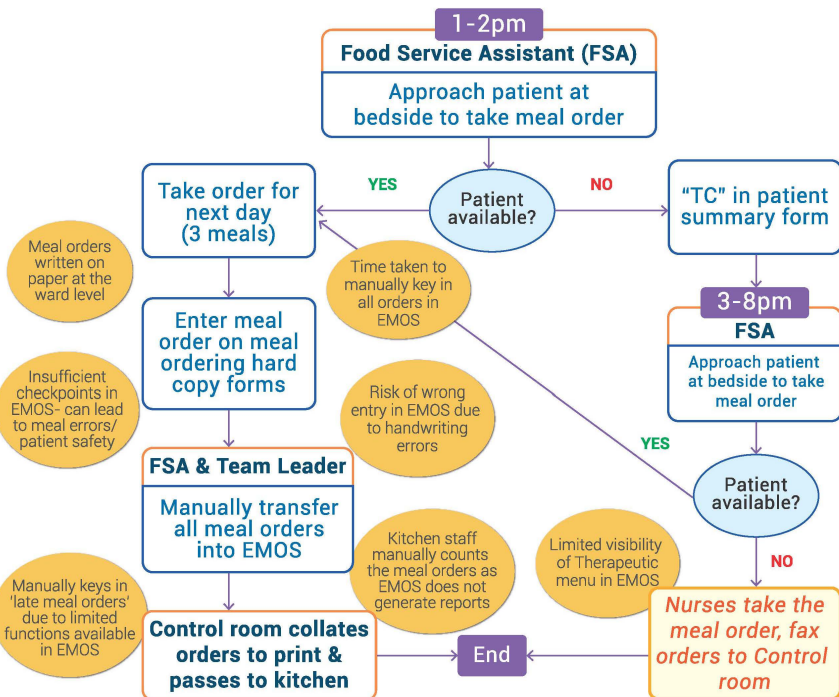 1-2pm
Food Service Assistant (FSA)
Approach patient at
bedside to take meal order
YES
Patient
available?
NO
Take order for
next day
(3 meals)
"TC" in patient
summary form
Meal orders
written on
paper at the
ward level
Time taken to
manually key in
all orders in
EMOS
3-8pm
FSA
Approach patient
at bedside to take
meal order
Enter meal
order on meal
ordering hard
copy forms
Insufficient
checkpoints in
EMOS- can lead
to meal errors/
patient safety
Risk of wrong
entry in EMOS due
to handwriting
errors
YES
Patient
available?
FSA & Team Leader
Manually transfer
all meal orders
into EMOS
Kitchen staff
manually counts
the meal orders as
EMOS does not
generate reports
Limited visibility
of Therapeutic
menu in EMOS
NO
Manually keys in
'late meal orders'
due to limited
functions available
in EMOS
Control room collates
orders to print &
passes to kitchen
End
Nurses take the
meal order, fax
orders to Control
room